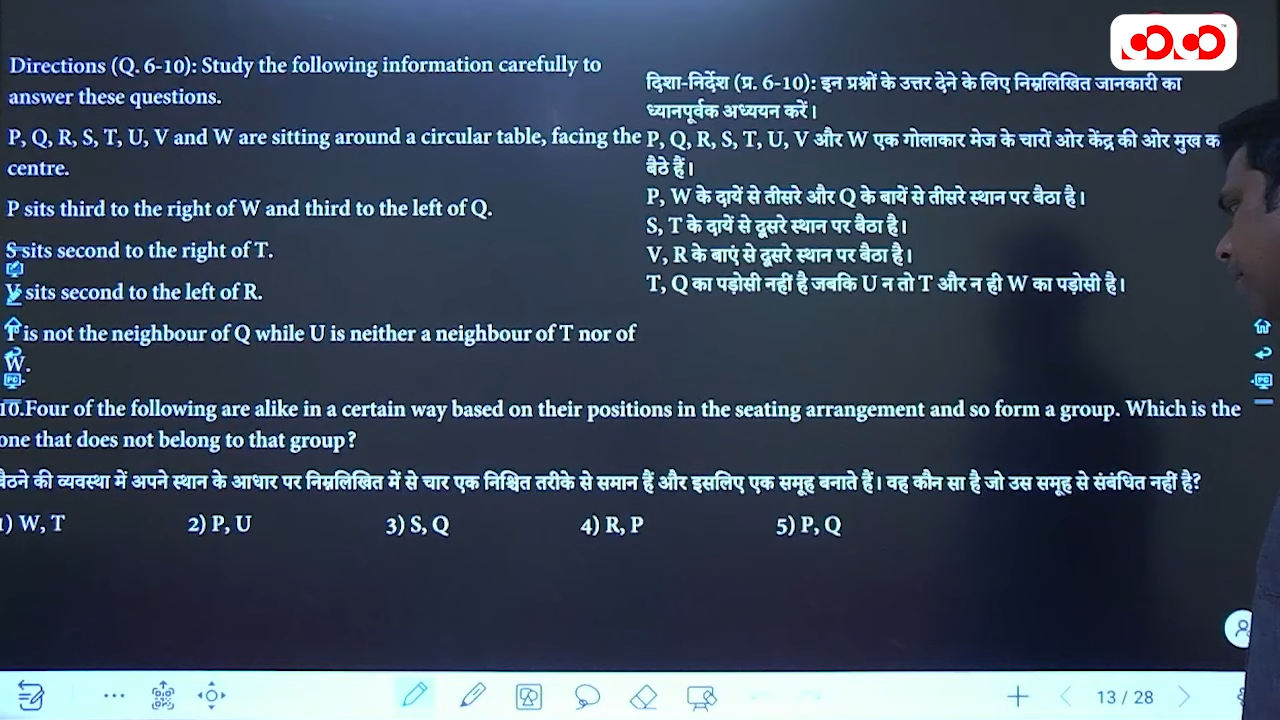 Directions (Q. 6-10): Study the following information carefully to
answer these questions.
P, Q, R, S, T, U, V and W are sitting around a circular table, facing the
centre.
P sits third to the right of W and third to the left of Q.
S sits second to the right of T.
V sits second to the left of R.
T is not the neighbour of Q while U is neither a neighbour of T nor of
W.
दिशा-निर्देश (प्र. 6-10): इन प्रश्नों के उत्तर देने के लिए निम्नलिखित जानकारी का
ध्यानपूर्वक अध्ययन करें।
P, Q, R, S, T, U, V और W एक गोलाकार मेज के चारों ओर केंद्र की ओर मुख क
बैठे हैं।
P, W के दायें से तीसरे और Q के बायें से तीसरे स्थान पर बैठा है।
S, T के दायें से दूसरे स्थान पर बैठा है।
V, R के बाएं से दूसरे स्थान पर बैठा है।
T, Q का पड़ोसी नहीं है जबकि U न तो T और न ही W का पड़ोसी है।
10.Four of the following are alike in a certain way based on their positions in the seating arrangement and so form a group. Which is the
one that does not belong to that group?
बैठने की व्यवस्था में अपने स्थान के आधार पर निम्नलिखित में से चार एक निश्चित तरीके से समान हैं और इसलिए एक समूह बनाते हैं। वह कौन सा है जो उस समूह से संबंधित नहीं है?
1) W, T 2) P, U 3) S, Q 4) R, P 5) P, Q
13 / 28